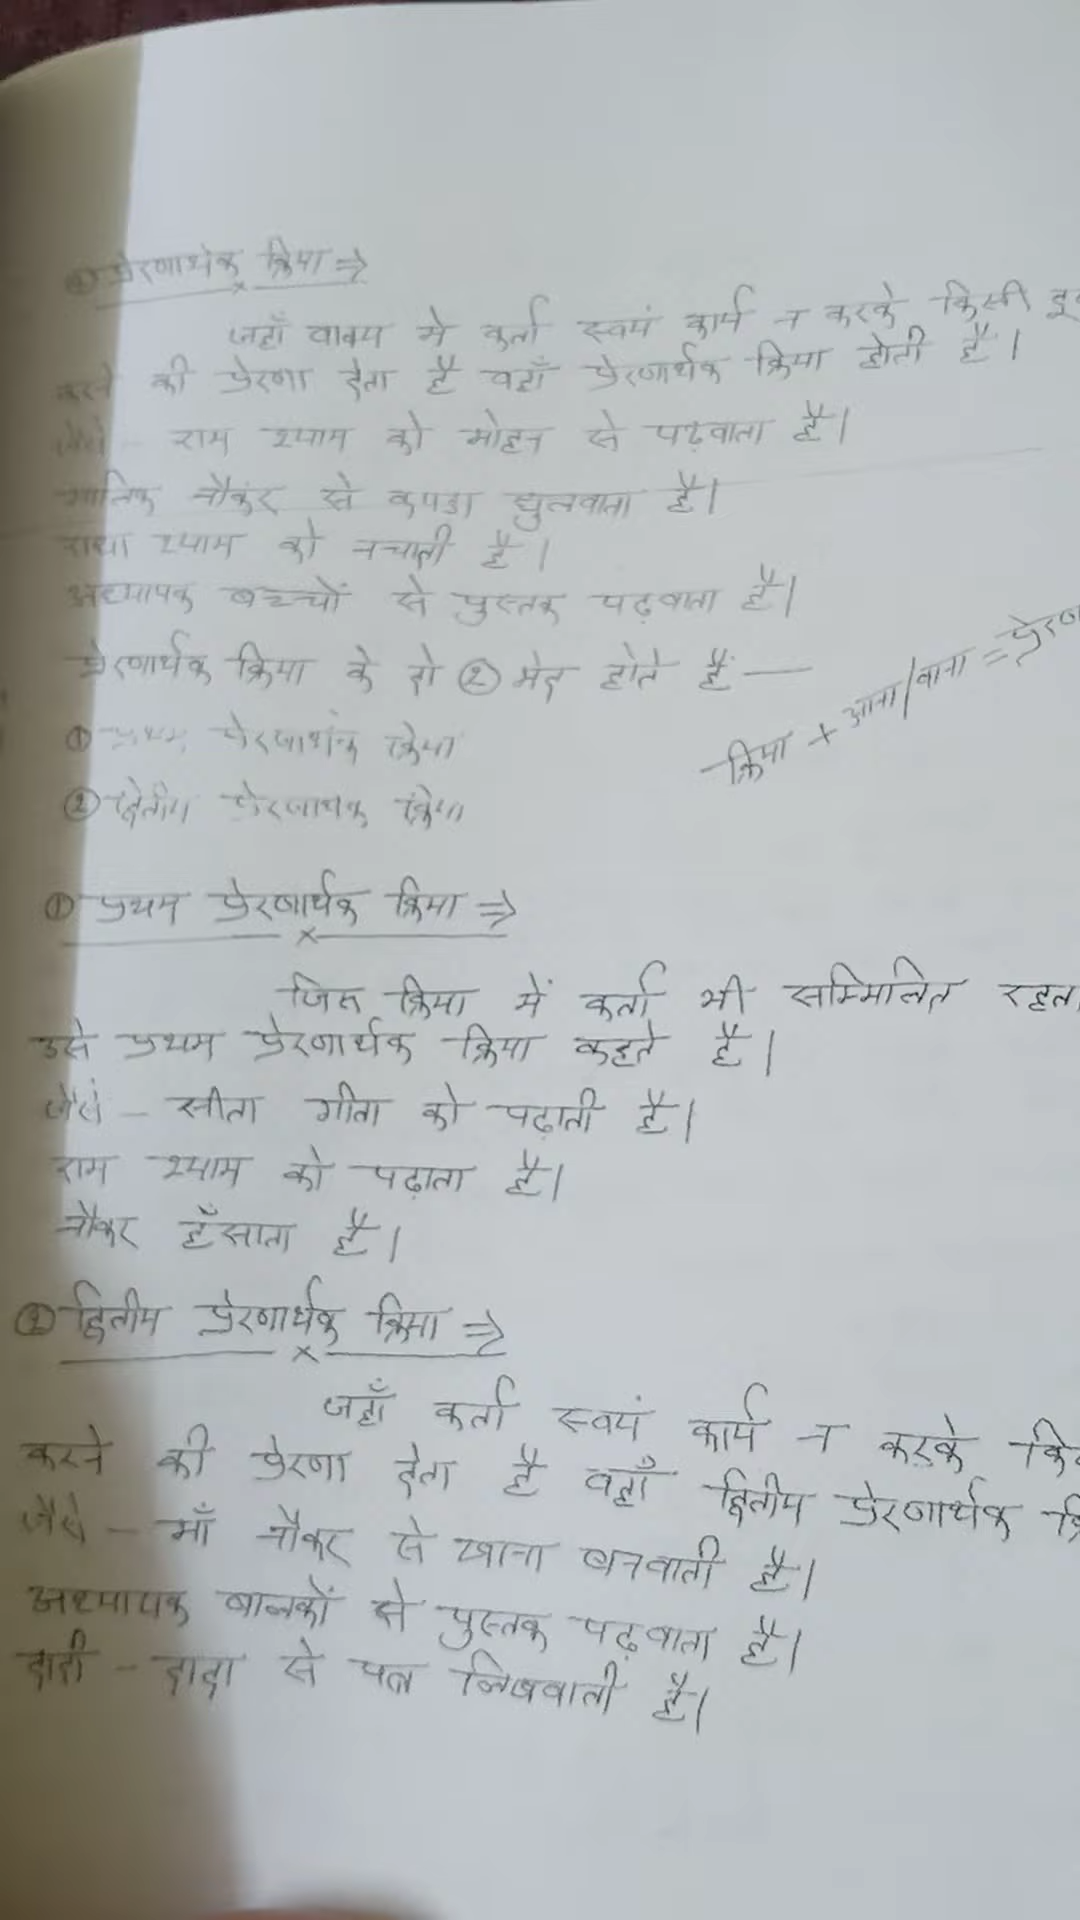 ④ प्रेरणार्थक क्रिया ⇒
जहाँ वाक्य में कर्ता स्वयं कार्य न करके किसी दू
करने की प्रेरणा देता है वहाँ प्रेरणार्थक क्रिया होती है।
जैसे - राम श्याम को मोहन से पढ़वाता है।
मालिक नौकर से कपड़ा धुलवाता है।
राधा श्याम को नचाती है।
अध्यापक बच्चों से पुस्तक पढ़वाता है।
प्रेरणार्थक क्रिया के दो ② भेद होते हैं —
क्रिया + आना/वाना = प्रेरणा
① प्रथम प्रेरणार्थक क्रिया
② द्वितीय प्रेरणार्थक क्रिया
① प्रथम प्रेरणार्थक क्रिया ⇒
जिस क्रिया में कर्ता भी सम्मिलित रहता
उसे प्रथम प्रेरणार्थक क्रिया कहते है।
जैसे - सीता गीता को पढ़ाती है।
राम श्याम को पढ़ाता है।
नौकर हँसाता है।
② द्वितीय प्रेरणार्थक क्रिया ⇒
जहाँ कर्ता स्वयं कार्य न करके कि
करने की प्रेरणा देता है वहाँ द्वितीय प्रेरणार्थक क्रि
जैसे - माँ नौकर से खाना बनवाती है।
अध्यापक बालकों से पुस्तक पढ़वाता है।
दादी - दादा से पत्र लिखवाती है।